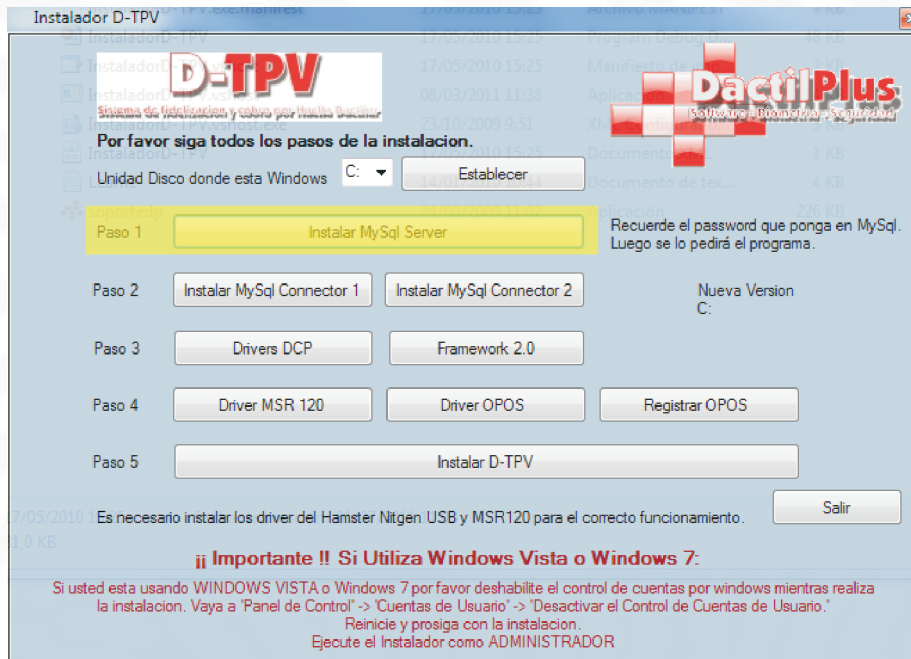 Instalador D-TPV
D-TPV
Sistema de fidelizacion y cobro por Huella Dactilar
DactilPlus
Software - Biometria - Seguridad
Por favor siga todos los pasos de la instalacion.
Unidad Disco donde esta Windows C: Establecer
Paso 1 Instalar MySql Server
Recuerde el password que ponga en MySql.
Luego se lo pedirá el programa.
Paso 2 Instalar MySql Connector 1 Instalar MySql Connector 2
Nueva Version
C:
Paso 3 Drivers DCP Framework 2.0
Paso 4 Driver MSR 120 Driver OPOS Registrar OPOS
Paso 5 Instalar D-TPV
Es necesario instalar los driver del Hamster Nitgen USB y MSR120 para el correcto funcionamiento.
Salir
¡¡ Importante !! Si Utiliza Windows Vista o Windows 7:
Si usted esta usando WINDOWS VISTA o Windows 7 por favor deshabilite el control de cuentas por windows mientras realiza
la instalacion. Vaya a "Panel de Control" -> "Cuentas de Usuario" -> "Desactivar el Control de Cuentas de Usuario."
Reinicie y prosiga con la instalacion.
Ejecute el Instalador como ADMINISTRADOR